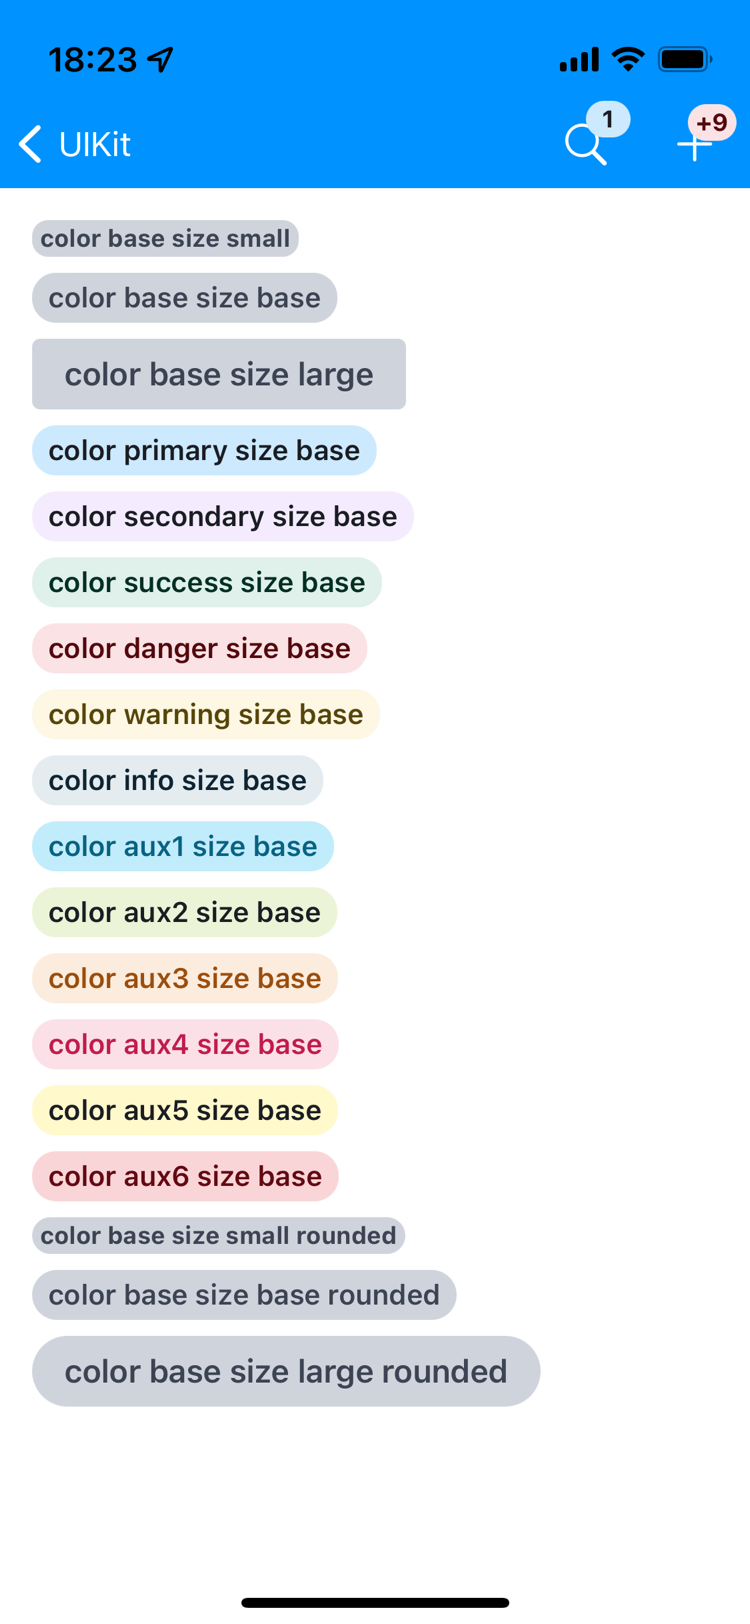 18:23
UIKit
1
+9
color base size small
color base size base
color base size large
color primary size base
color secondary size base
color success size base
color danger size base
color warning size base
color info size base
color aux1 size base
color aux2 size base
color aux3 size base
color aux4 size base
color aux5 size base
color aux6 size base
color base size small rounded
color base size base rounded
color base size large rounded